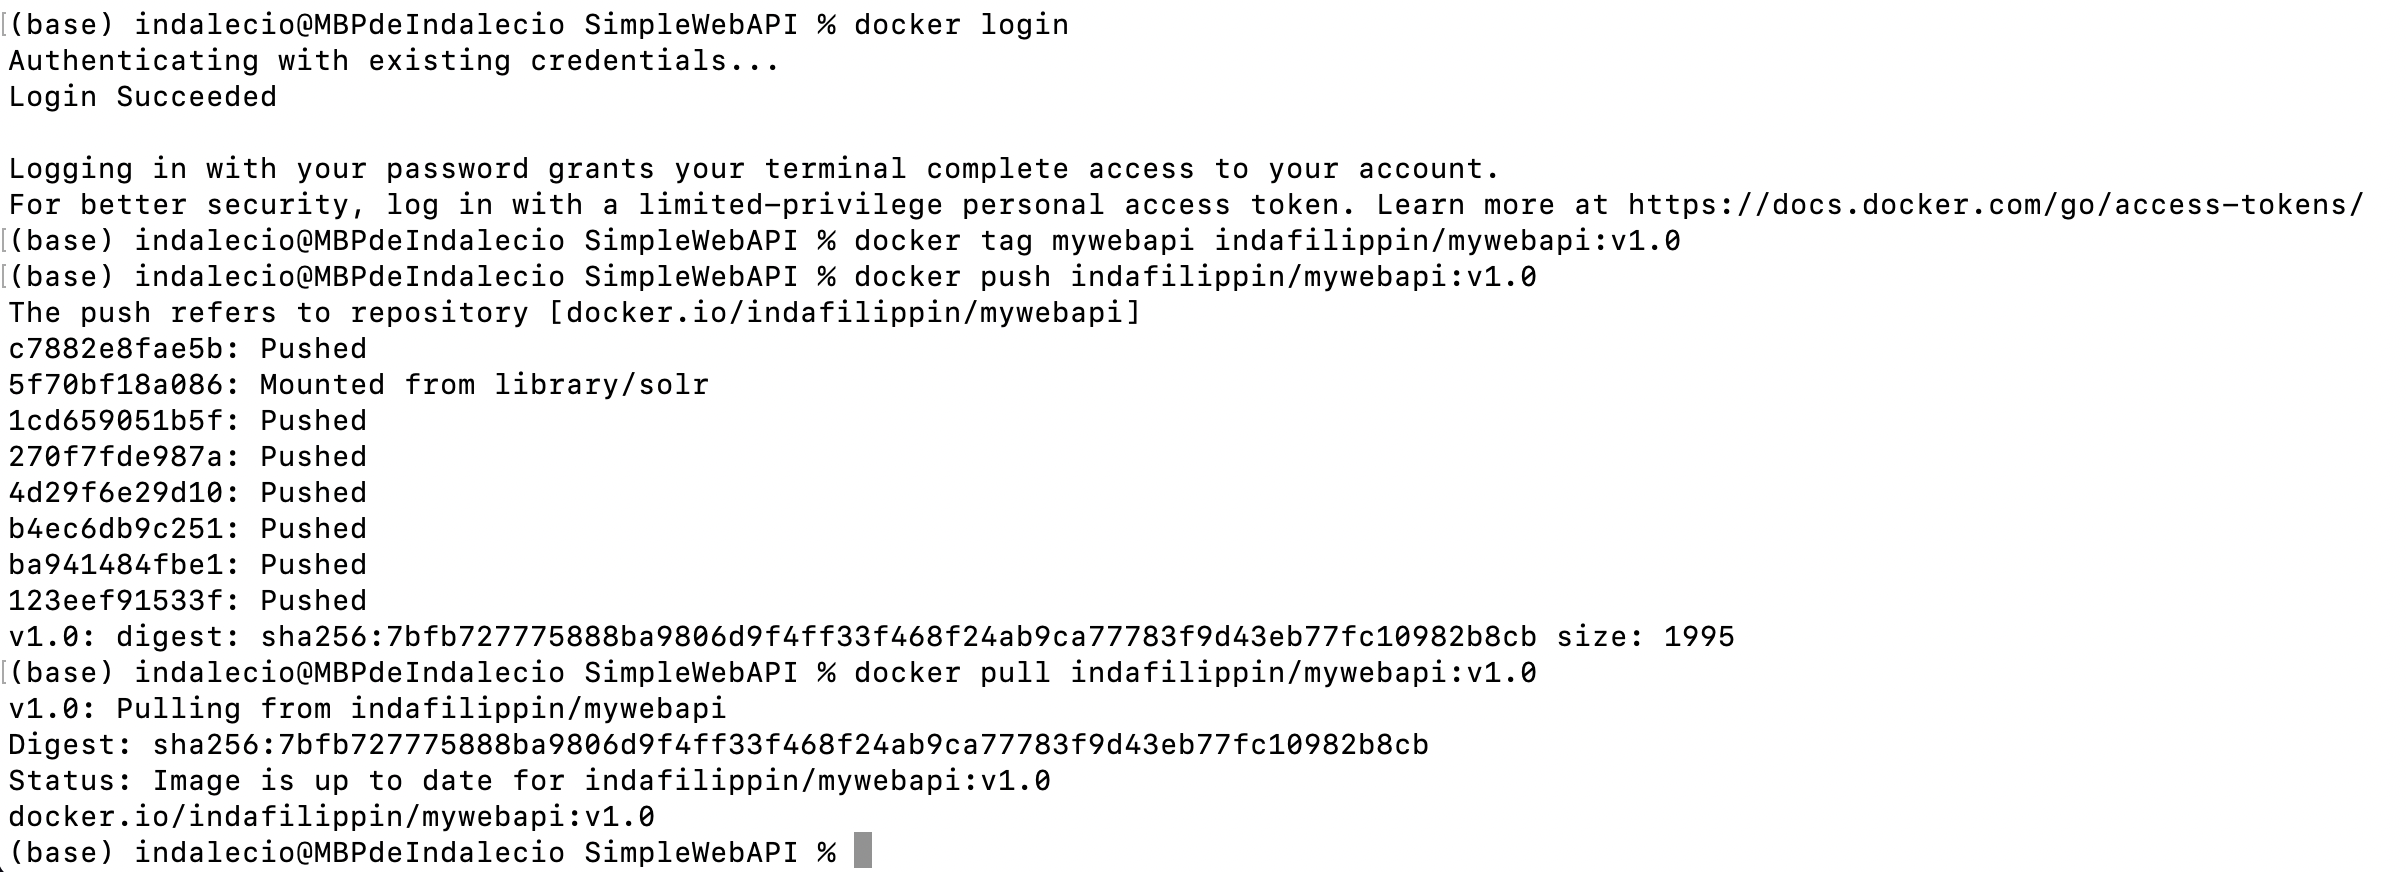 (base) indalecio@MBPdeIndalecio SimpleWebAPI % docker login
Authenticating with existing credentials...
Login Succeeded
Logging in with your password grants your terminal complete access to your account.
For better security, log in with a limited-privilege personal access token. Learn more at https://docs.docker.com/go/access-tokens/
(base) indalecio@MBPdeIndalecio SimpleWebAPI % docker tag mywebapi indafilippin/mywebapi:v1.0
(base) indalecio@MBPdeIndalecio SimpleWebAPI % docker push indafilippin/mywebapi:v1.0
The push refers to repository [docker.io/indafilippin/mywebapi]
c7882e8fae5b: Pushed
5f70bf18a086: Mounted from library/solr
1cd659051b5f: Pushed
270f7fde987a: Pushed
4d29f6e29d10: Pushed
b4ec6db9c251: Pushed
ba941484fbe1: Pushed
123eef91533f: Pushed
v1.0: digest: sha256:7bfb727775888ba9806d9f4ff33f468f24ab9ca77783f9d43eb77fc10982b8cb size: 1995
(base) indalecio@MBPdeIndalecio SimpleWebAPI % docker pull indafilippin/mywebapi:v1.0
v1.0: Pulling from indafilippin/mywebapi
Digest: sha256:7bfb727775888ba9806d9f4ff33f468f24ab9ca77783f9d43eb77fc10982b8cb
Status: Image is up to date for indafilippin/mywebapi:v1.0
docker.io/indafilippin/mywebapi:v1.0
(base) indalecio@MBPdeIndalecio SimpleWebAPI %